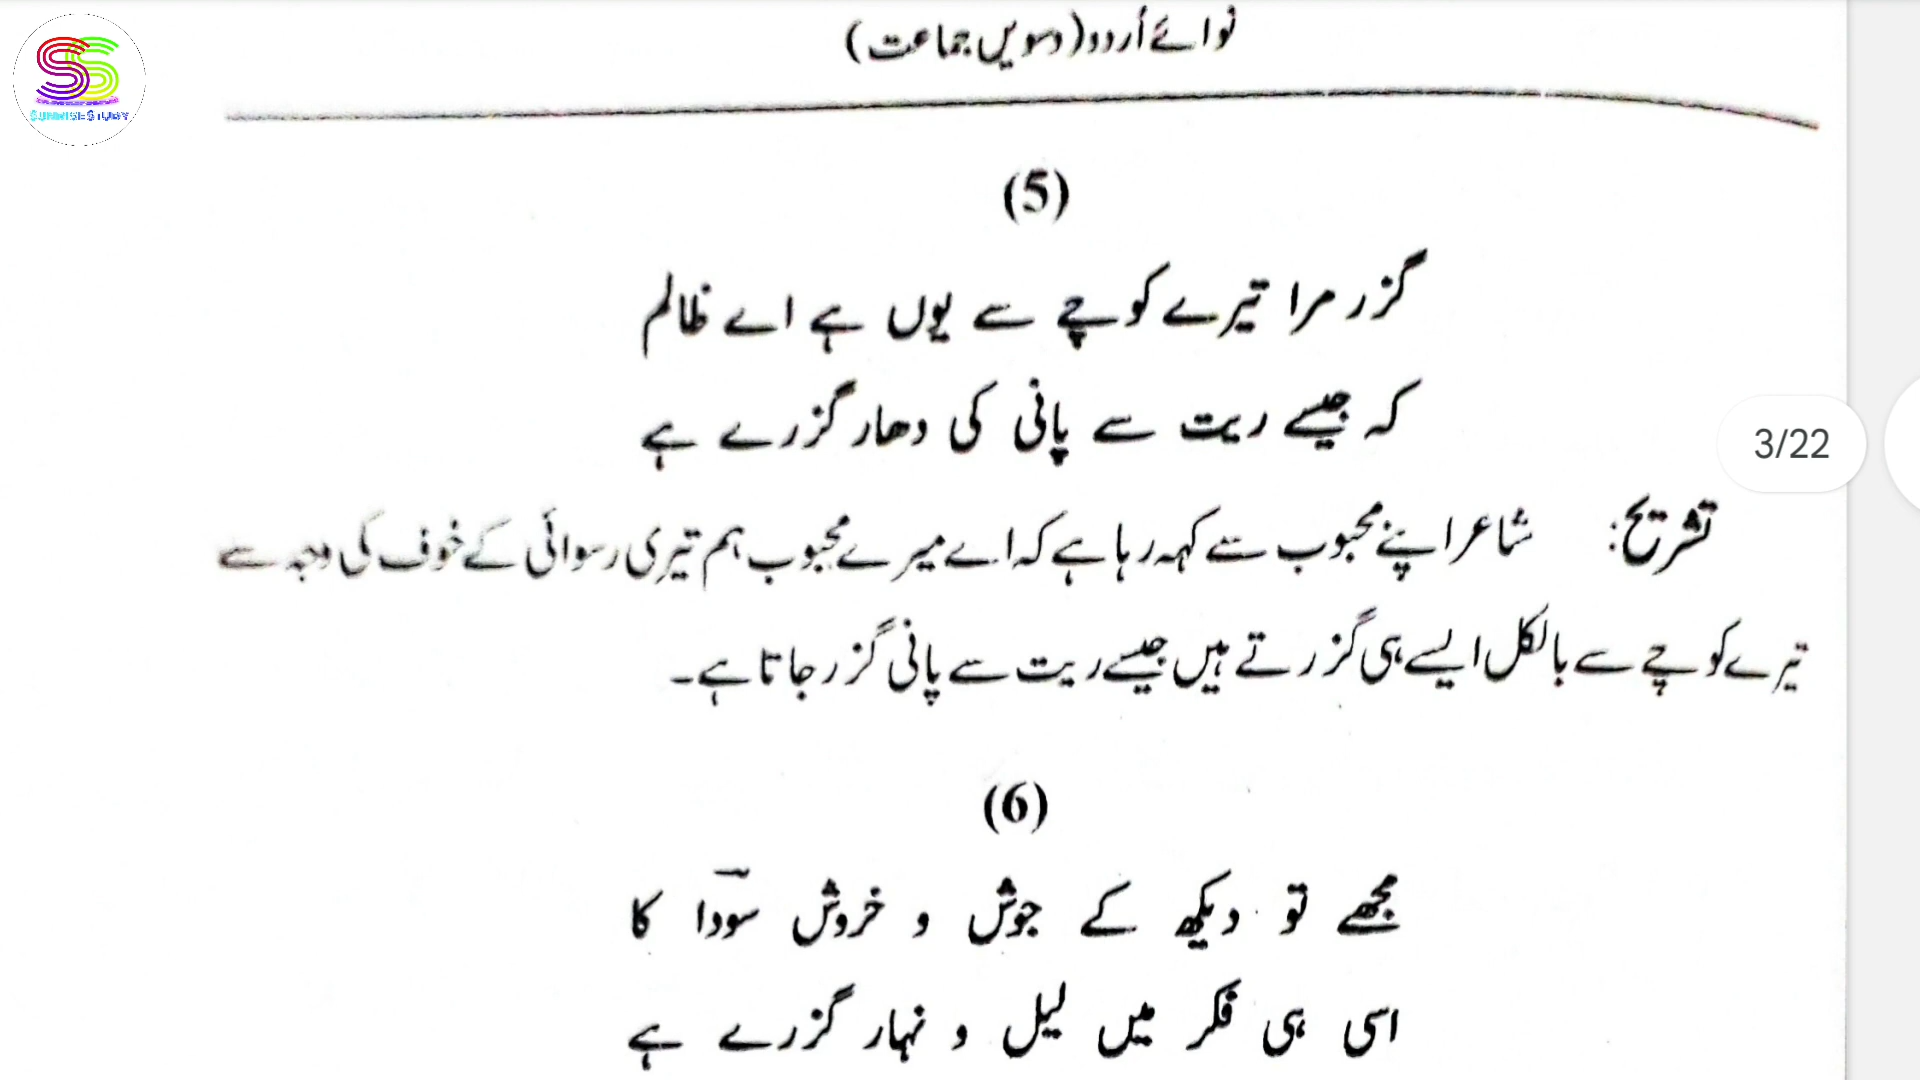 نوائے اُردو (دسویں جماعت)
SUNRISE STUDY
(5)
گزر مرا تیرے کوچے سے یوں ہے اے ظالم
کہ جیسے ریت سے پانی کی دھار گزرے ہے
3/22
تشریح: شاعر اپنے محبوب سے کہہ رہا ہے کہ اے میرے محبوب ہم تیری رسوائی کے خوف کی وجہ سے
تیرے کوچے سے بالکل ایسے ہی گزرتے ہیں جیسے ریت سے پانی گزر جاتا ہے۔
(6)
مجھے تو دیکھ کے جوش و خروش سوداؔ کا
اسی ہی فکر میں لیل و نہار گزرے ہے